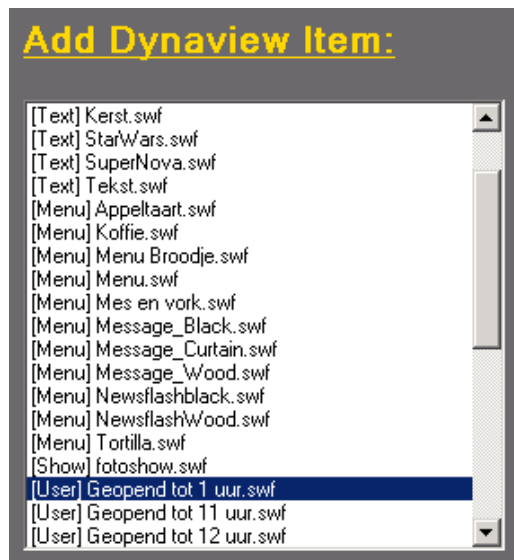 Add Dynaview Item:
[Text] Kerst.swf
[Text] StarWars.swf
[Text] SuperNova.swf
[Text] Tekst.swf
[Menu] Appeltaart.swf
[Menu] Koffie.swf
[Menu] Menu Broodje.swf
[Menu] Menu.swf
[Menu] Mes en vork.swf
[Menu] Message_Black.swf
[Menu] Message_Curtain.swf
[Menu] Message_Wood.swf
[Menu] Newsflashblack.swf
[Menu] NewsflashWood.swf
[Menu] Tortilla.swf
[Show] fotoshow.swf
[User] Geopend tot 1 uur.swf
[User] Geopend tot 11 uur.swf
[User] Geopend tot 12 uur.swf